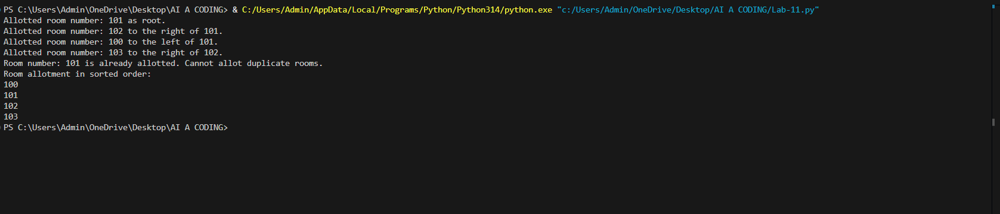 PS C:\Users\Admin\OneDrive\Desktop\AI A CODING> & C:/Users/Admin/AppData/Local/Programs/Python/Python314/python.exe "c:/Users/Admin/OneDrive/Desktop/AI A CODING/Lab-11.py"
Allotted room number: 101 as root.
Allotted room number: 102 to the right of 101.
Allotted room number: 100 to the left of 101.
Allotted room number: 103 to the right of 102.
Room number: 101 is already allotted. Cannot allot duplicate rooms.
Room allotment in sorted order:
100
101
102
103
PS C:\Users\Admin\OneDrive\Desktop\AI A CODING>